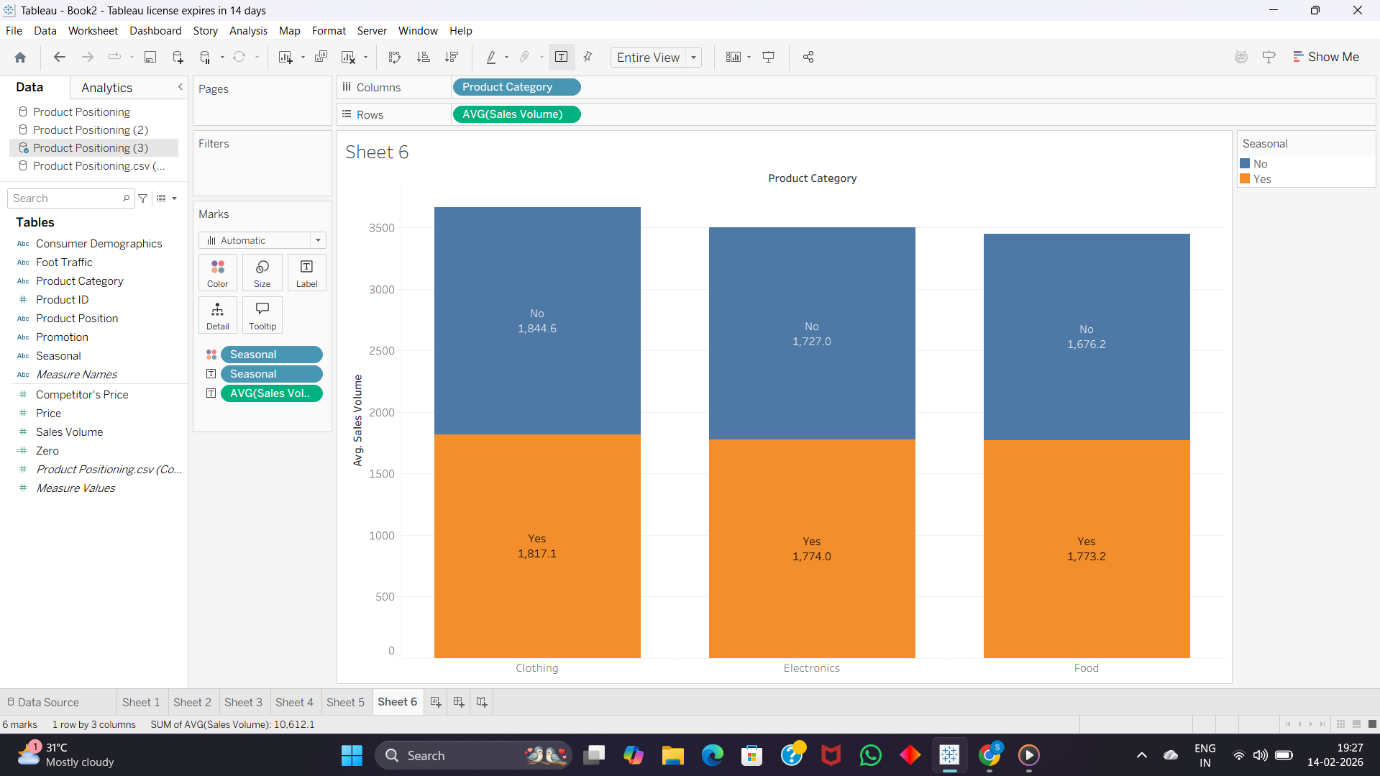 Tableau - Book2 - Tableau license expires in 14 days
File Data Worksheet Dashboard Story Analysis Map Format Server Window Help
Entire View
Show Me
Data Analytics
Product Positioning
Product Positioning (2)
Product Positioning (3)
Product Positioning.csv (...
Search
Tables
Abc Consumer Demographics
Abc Foot Traffic
Abc Product Category
# Product ID
Abc Product Position
Abc Promotion
Abc Seasonal
Abc Measure Names
# Competitor's Price
# Price
# Sales Volume
=# Zero
# Product Positioning.csv (Co...
# Measure Values
Pages
Filters
Marks
Automatic
Color Size Label
Detail Tooltip
Seasonal
Seasonal
AVG(Sales Vol..
Columns Product Category
Rows AVG(Sales Volume)
Sheet 6
Product Category
Avg. Sales Volume
3500
3000
2500
2000
1500
1000
500
0
No
1,844.6
No
1,727.0
No
1,676.2
Yes
1,817.1
Yes
1,774.0
Yes
1,773.2
Clothing Electronics Food
Seasonal
No
Yes
Data Source Sheet 1 Sheet 2 Sheet 3 Sheet 4 Sheet 5 Sheet 6
6 marks 1 row by 3 columns SUM of AVG(Sales Volume): 10,612.1
1
31°C
Mostly cloudy
Search
S
ENG
IN
19:27
14-02-2026